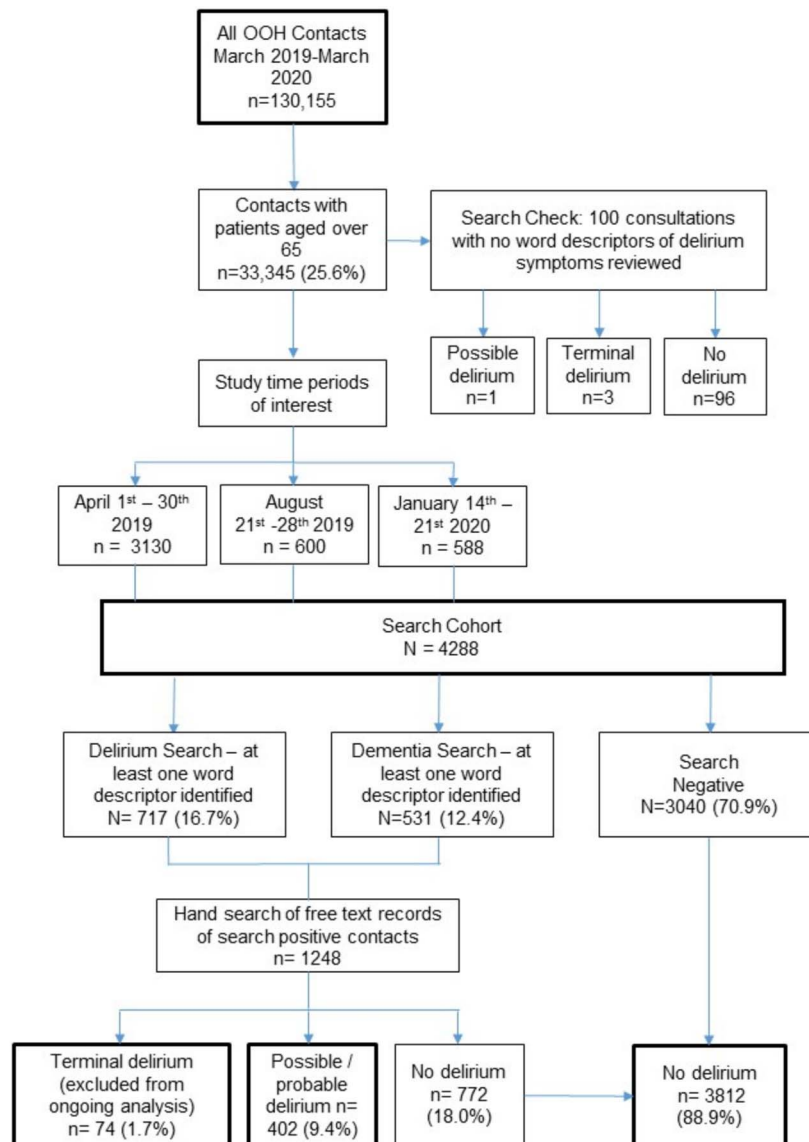 All OOH Contacts
March 2019-March
2020
n=130,155
Contacts with
patients aged over
65
n=33,345 (25.6%)
Search Check: 100 consultations
with no word descriptors of delirium
symptoms reviewed
Possible
delirium
n=1
Terminal
delirium
n=3
No
delirium
n=96
Study time periods
of interest
April 1st – 30th
2019
n = 3130
August
21st -28th 2019
n = 600
January 14th –
21st 2020
n = 588
Search Cohort
N = 4288
Delirium Search – at
least one word
descriptor identified
N= 717 (16.7%)
Dementia Search – at
least one word
descriptor identified
N=531 (12.4%)
Search
Negative
N=3040 (70.9%)
Hand search of free text records
of search positive contacts
n= 1248
Terminal delirium
(excluded from
ongoing analysis)
n= 74 (1.7%)
Possible /
probable
delirium n=
402 (9.4%)
No delirium
n= 772
(18.0%)
No delirium
n= 3812
(88.9%)